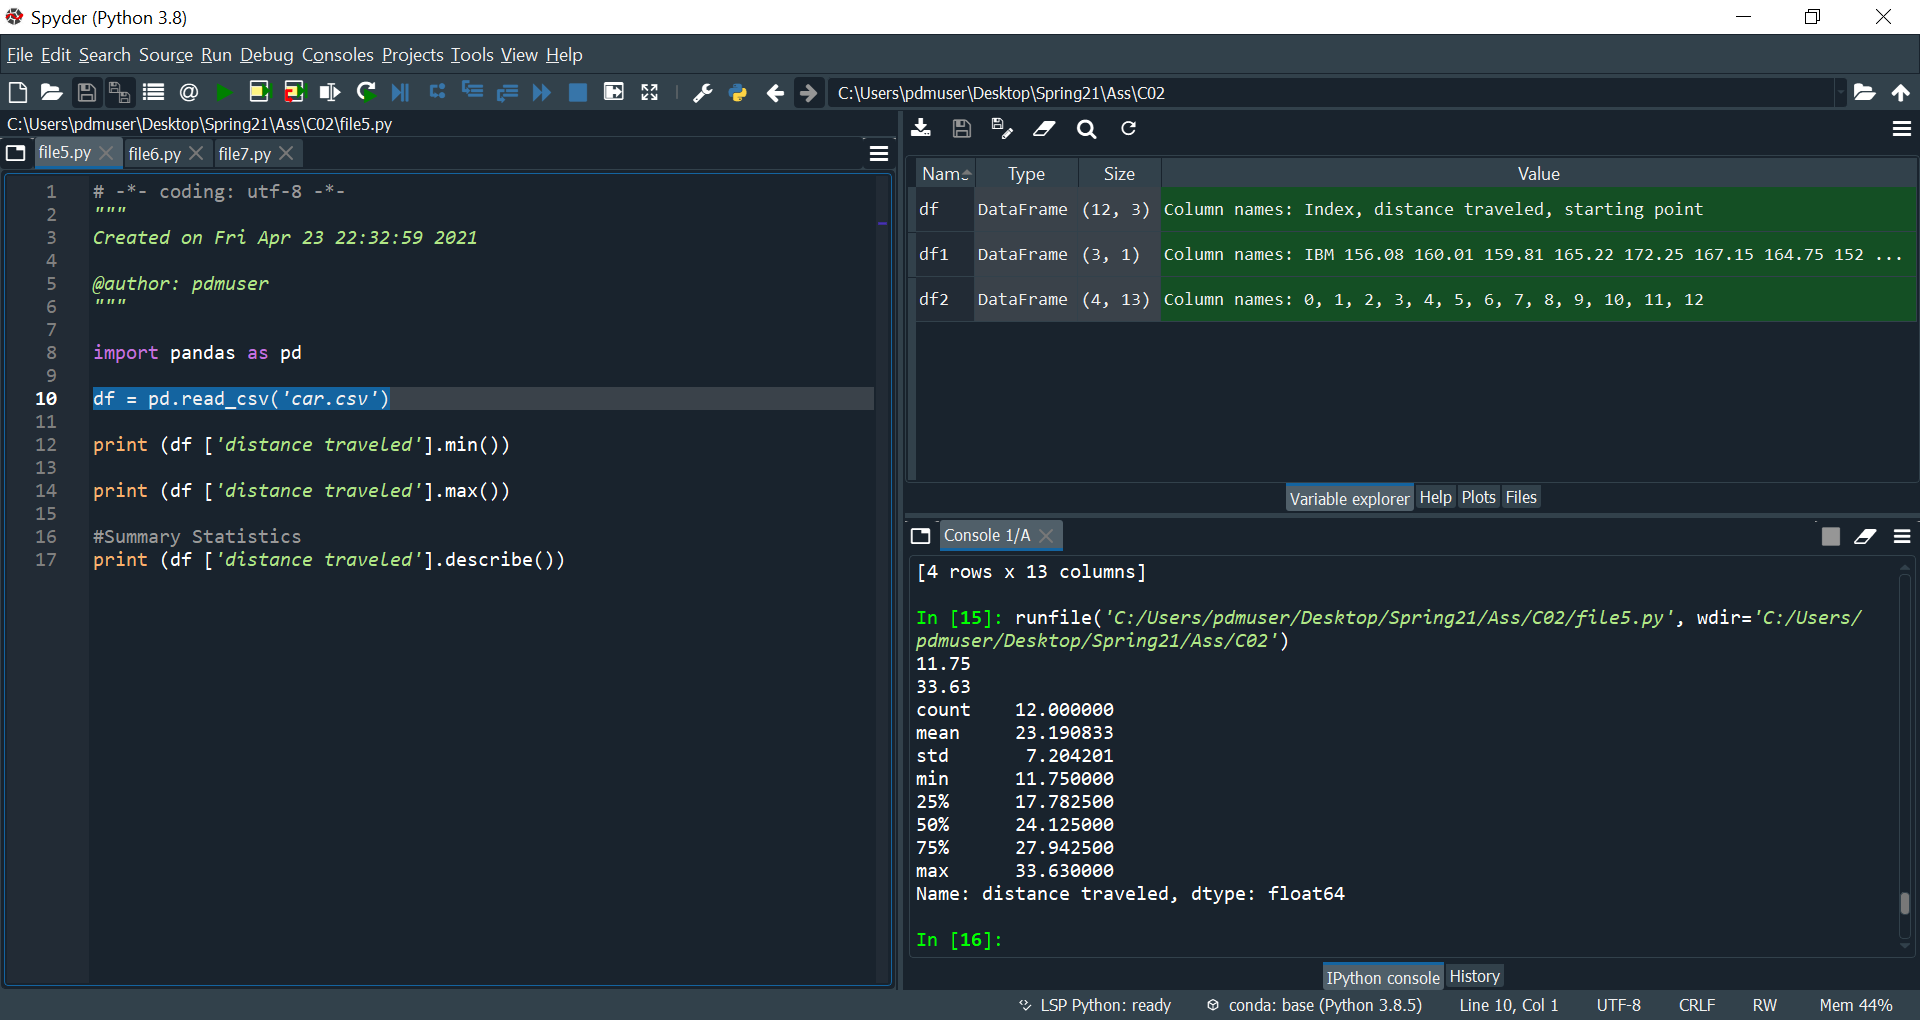 Spyder (Python 3.8)
File Edit Search Source Run Debug Consoles Projects Tools View Help
C:\Users\pdmuser\Desktop\Spring21\Ass\C02
C:\Users\pdmuser\Desktop\Spring21\Ass\C02\file5.py
file5.py file6.py file7.py
1 # -*- coding: utf-8 -*-
2 """
3 Created on Fri Apr 23 22:32:59 2021
4
5 @author: pdmuser
6 """
7
8 import pandas as pd
9
10 df = pd.read_csv('car.csv')
11
12 print (df ['distance traveled'].min())
13
14 print (df ['distance traveled'].max())
15
16 #Summary Statistics
17 print (df ['distance traveled'].describe())
Name Type Size Value
df DataFrame (12, 3) Column names: Index, distance traveled, starting point
df1 DataFrame (3, 1) Column names: IBM 156.08 160.01 159.81 165.22 172.25 167.15 164.75 152 ...
df2 DataFrame (4, 13) Column names: 0, 1, 2, 3, 4, 5, 6, 7, 8, 9, 10, 11, 12
Variable explorer Help Plots Files
Console 1/A
[4 rows x 13 columns]
In [15]: runfile('C:/Users/pdmuser/Desktop/Spring21/Ass/C02/file5.py', wdir='C:/Users/
pdmuser/Desktop/Spring21/Ass/C02')
11.75
33.63
count 12.000000
mean 23.190833
std 7.204201
min 11.750000
25% 17.782500
50% 24.125000
75% 27.942500
max 33.630000
Name: distance traveled, dtype: float64
In [16]:
IPython console History
LSP Python: ready conda: base (Python 3.8.5) Line 10, Col 1 UTF-8 CRLF RW Mem 44%